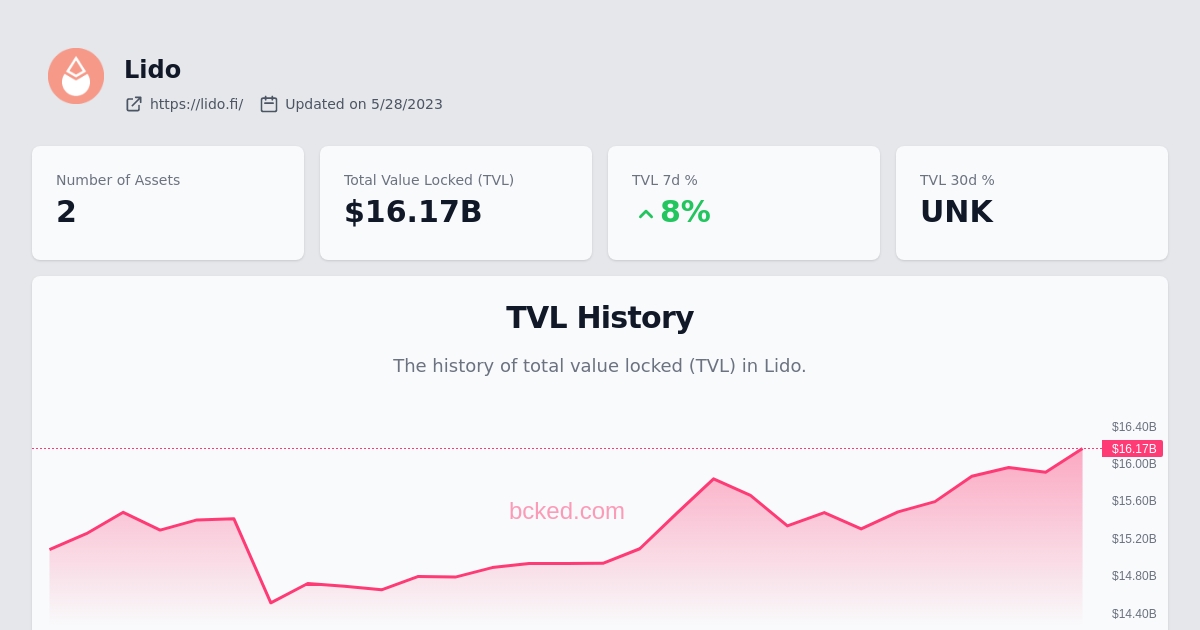 Lido
https://lido.fi/ Updated on 5/28/2023
Number of Assets
2
Total Value Locked (TVL)
$16.17B
TVL 7d %
8%
TVL 30d %
UNK
TVL History
The history of total value locked (TVL) in Lido.
bcked.com
$16.40B
$16.17B
$16.00B
$15.60B
$15.20B
$14.80B
$14.40B